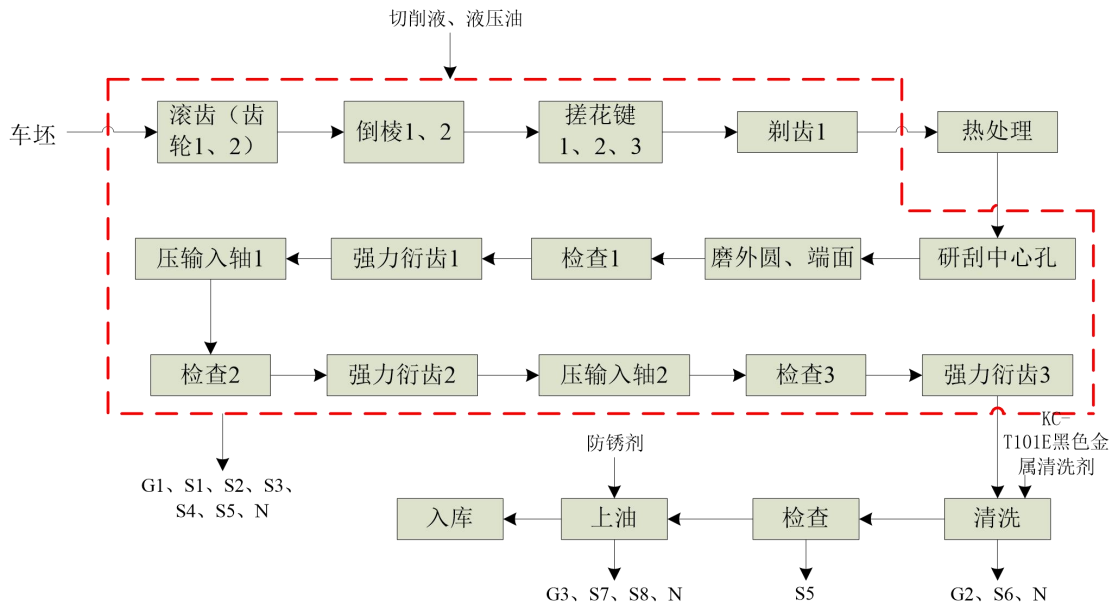 切削液、液压油
车坯
滚齿（齿
轮1、2）
倒棱1、2
搓花键
1、2、3
剃齿1
热处理
压输入轴1
强力衍齿1
检查1
磨外圆、端面
研刮中心孔
检查2
强力衍齿2
压输入轴2
检查3
强力衍齿3
G1、S1、S2、S3、
S4、S5、N
防锈剂
KC-
T101E黑色金
属清洗剂
入库
上油
检查
清洗
G3、S7、S8、N
S5
G2、S6、N